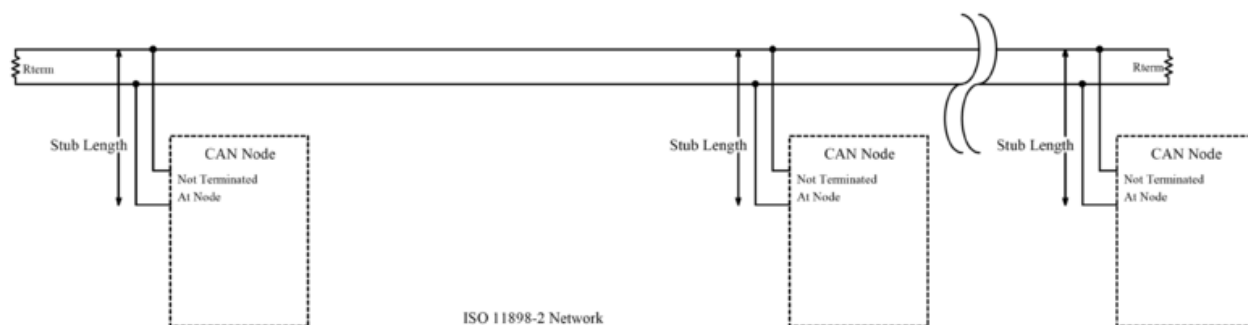 Rterm
Rterm
Stub Length
CAN Node
Not Terminated
At Node
Stub Length
CAN Node
Not Terminated
At Node
Stub Length
CAN Node
Not Terminated
At Node
ISO 11898-2 Network